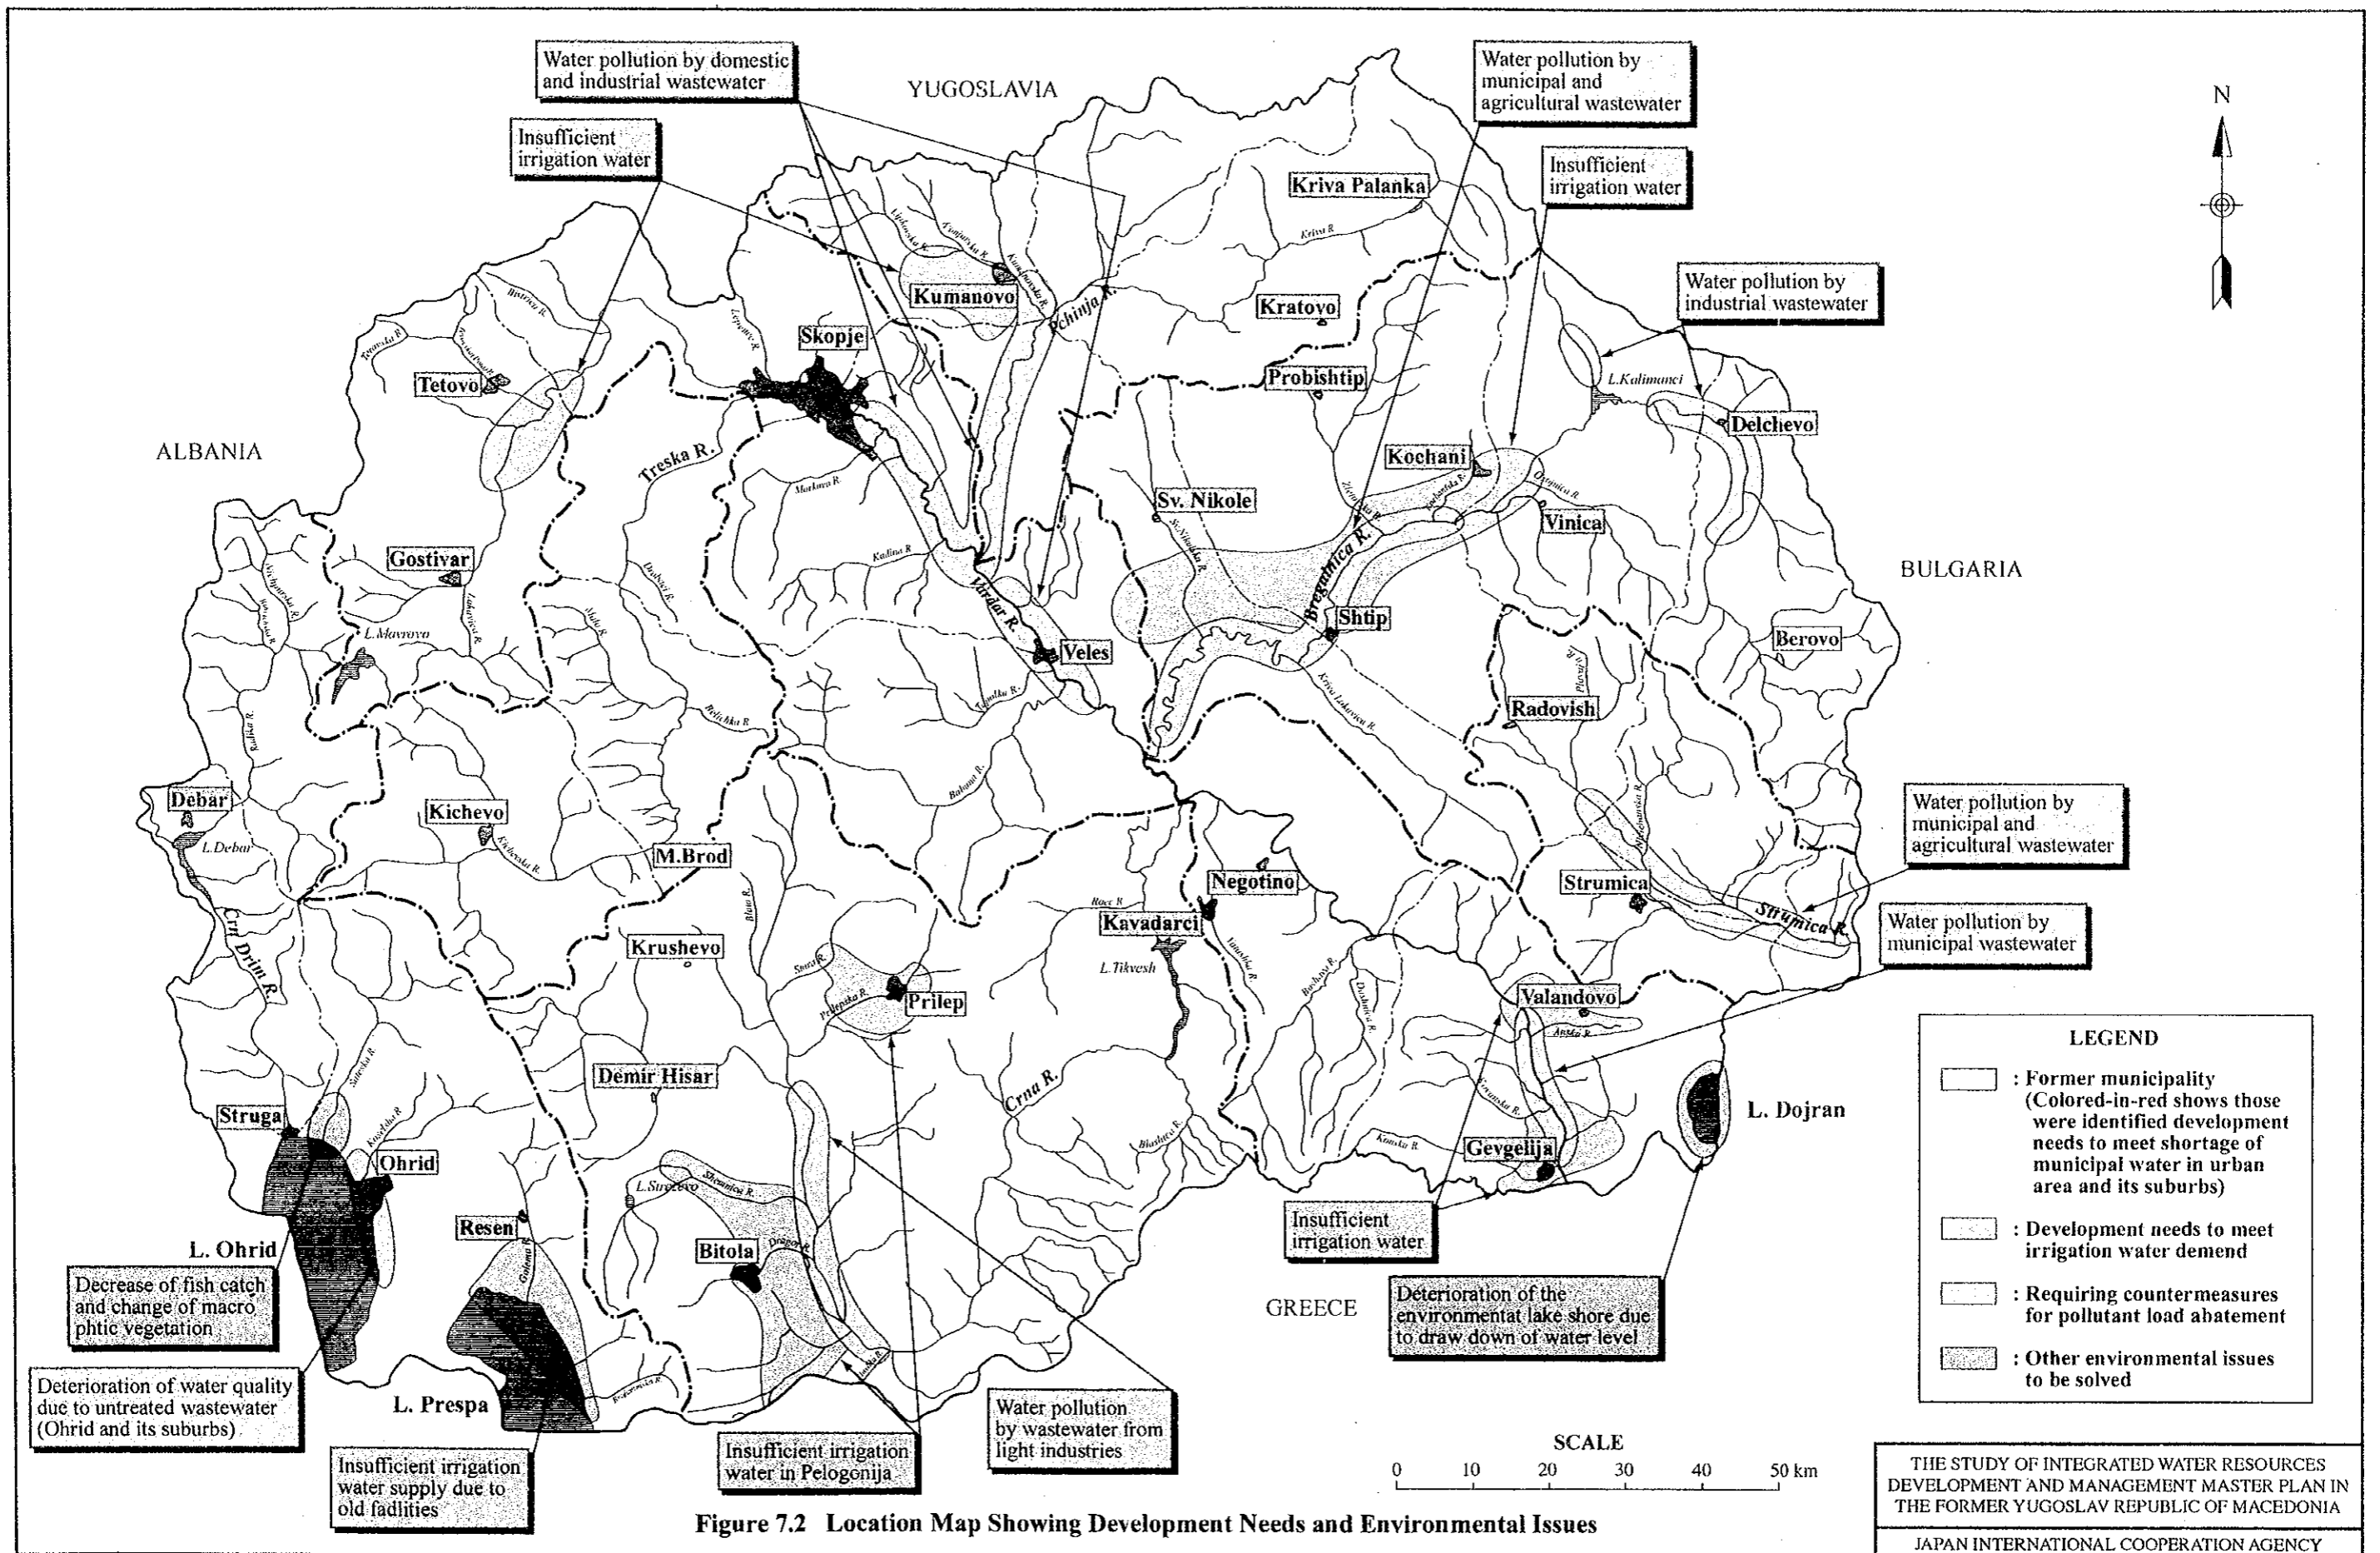 Water pollution by domestic
and industrial wastewater
YUGOSLAVIA
Water pollution by
municipal and
agricultural wastewater
N
Insufficient
irrigation water
Insufficient
irrigation water
Kriva Palanka
Kriva R.
Water pollution by
industrial wastewater
Kumanovo
Pchinja R.
Kratovo
Skopje
Tetovo
Probishtip
L.Kalimanci
Delchevo
ALBANIA
Treska R.
Kochani
Markova R.
Sv. Nikole
Vinica
Bregalnica R.
Kadina R.
Gostivar
BULGARIA
Vardar R.
Shtip
L.Mavrovo
Berovo
Veles
Kriva Lakavica R.
Radovish
Radika R.
Babuna R.
Debar
Kichevo
L.Debar
M.Brod
Water pollution by
municipal and
agricultural wastewater
Negotino
Strumica
Strumica R.
Kavadarci
Water pollution by
municipal wastewater
Crn Drim R.
Krushevo
L.Tikvesh
Prilep
Valandovo
Demir Hisar
Crna R.
Struga
L. Dojran
Ohrid
Gevgelija
Konska R.
L.Strezevo
Shemnica R.
Resen
Bitola
Dragor R.
L. Ohrid
Insufficient
irrigation water
Decrease of fish catch
and change of macro
phtic vegetation
GREECE
Deterioration of the
environmentat lake shore due
to draw down of water level
Deterioration of water quality
due to untreated wastewater
(Ohrid and its suburbs)
L. Prespa
Water pollution
by wastewater from
light industries
Insufficient irrigation
water in Pelogonija
Insufficient irrigation
water supply due to
old fadlities
LEGEND
: Former municipality
(Colored-in-red shows those
were identified development
needs to meet shortage of
municipal water in urban
area and its suburbs)
: Development needs to meet
irrigation water demend
: Requiring countermeasures
for pollutant load abatement
: Other environmental issues
to be solved
SCALE
0 10 20 30 40 50 km
Figure 7.2 Location Map Showing Development Needs and Environmental Issues
THE STUDY OF INTEGRATED WATER RESOURCES
DEVELOPMENT AND MANAGEMENT MASTER PLAN IN
THE FORMER YUGOSLAV REPUBLIC OF MACEDONIA
JAPAN INTERNATIONAL COOPERATION AGENCY